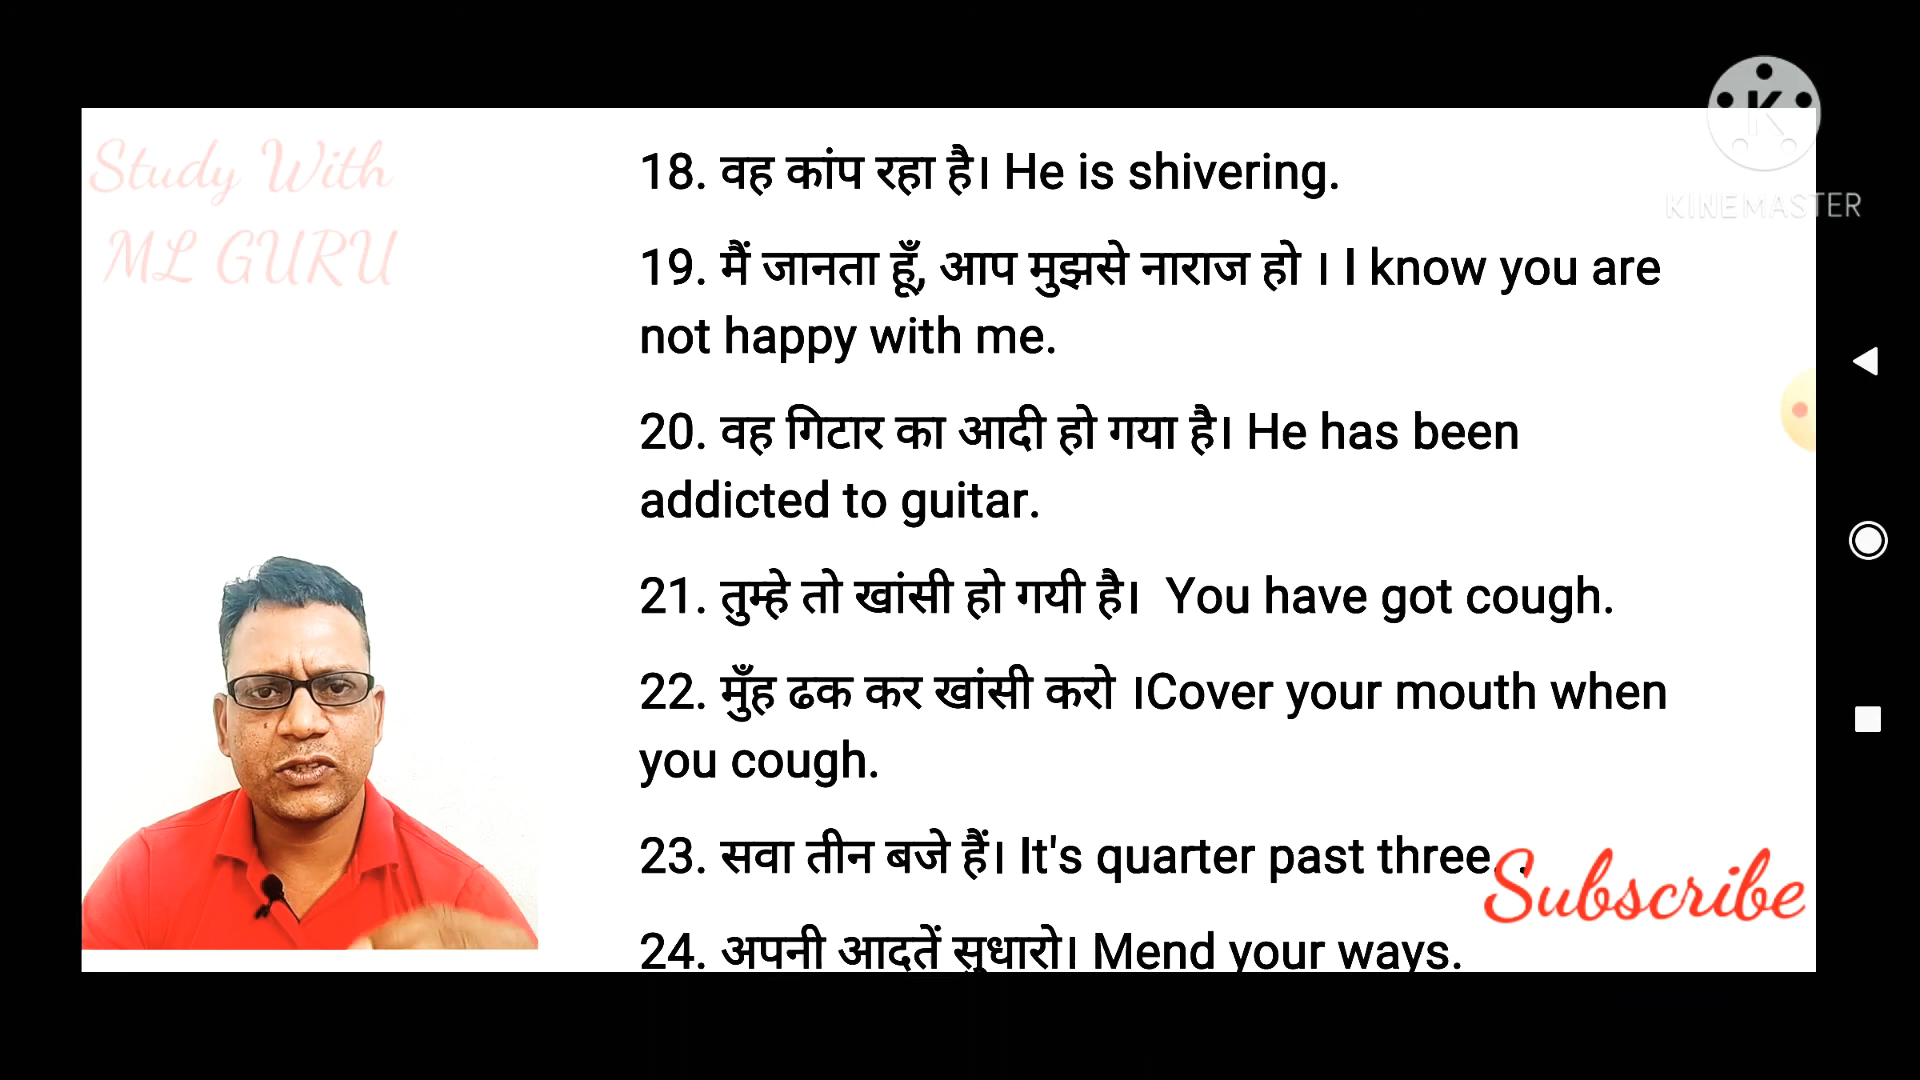 Study With
ML GURU
KINEMASTER
18. वह कांप रहा है। He is shivering.
19. मैं जानता हूँ, आप मुझसे नाराज हो । I know you are
not happy with me.
20. वह गिटार का आदी हो गया है। He has been
addicted to guitar.
21. तुम्हे तो खांसी हो गयी है।  You have got cough.
22. मुँह ढक कर खांसी करो ।Cover your mouth when
you cough.
23. सवा तीन बजे हैं। It's quarter past three. .
Subscribe
24. अपनी आदतें सुधारो। Mend your ways.